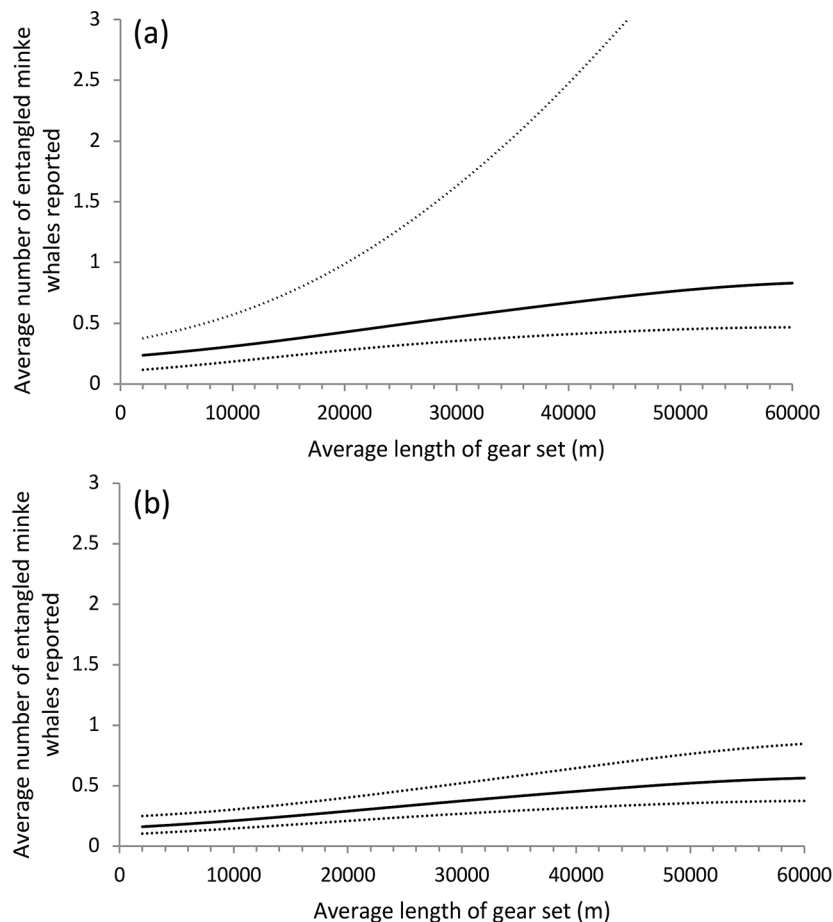 (a)
Average number of entangled minke
whales reported
3
2.5
2
1.5
1
0.5
0
0 10000 20000 30000 40000 50000 60000
Average length of gear set (m)
(b)
Average number of entangled minke
whales reported
3
2.5
2
1.5
1
0.5
0
0 10000 20000 30000 40000 50000 60000
Average length of gear set (m)